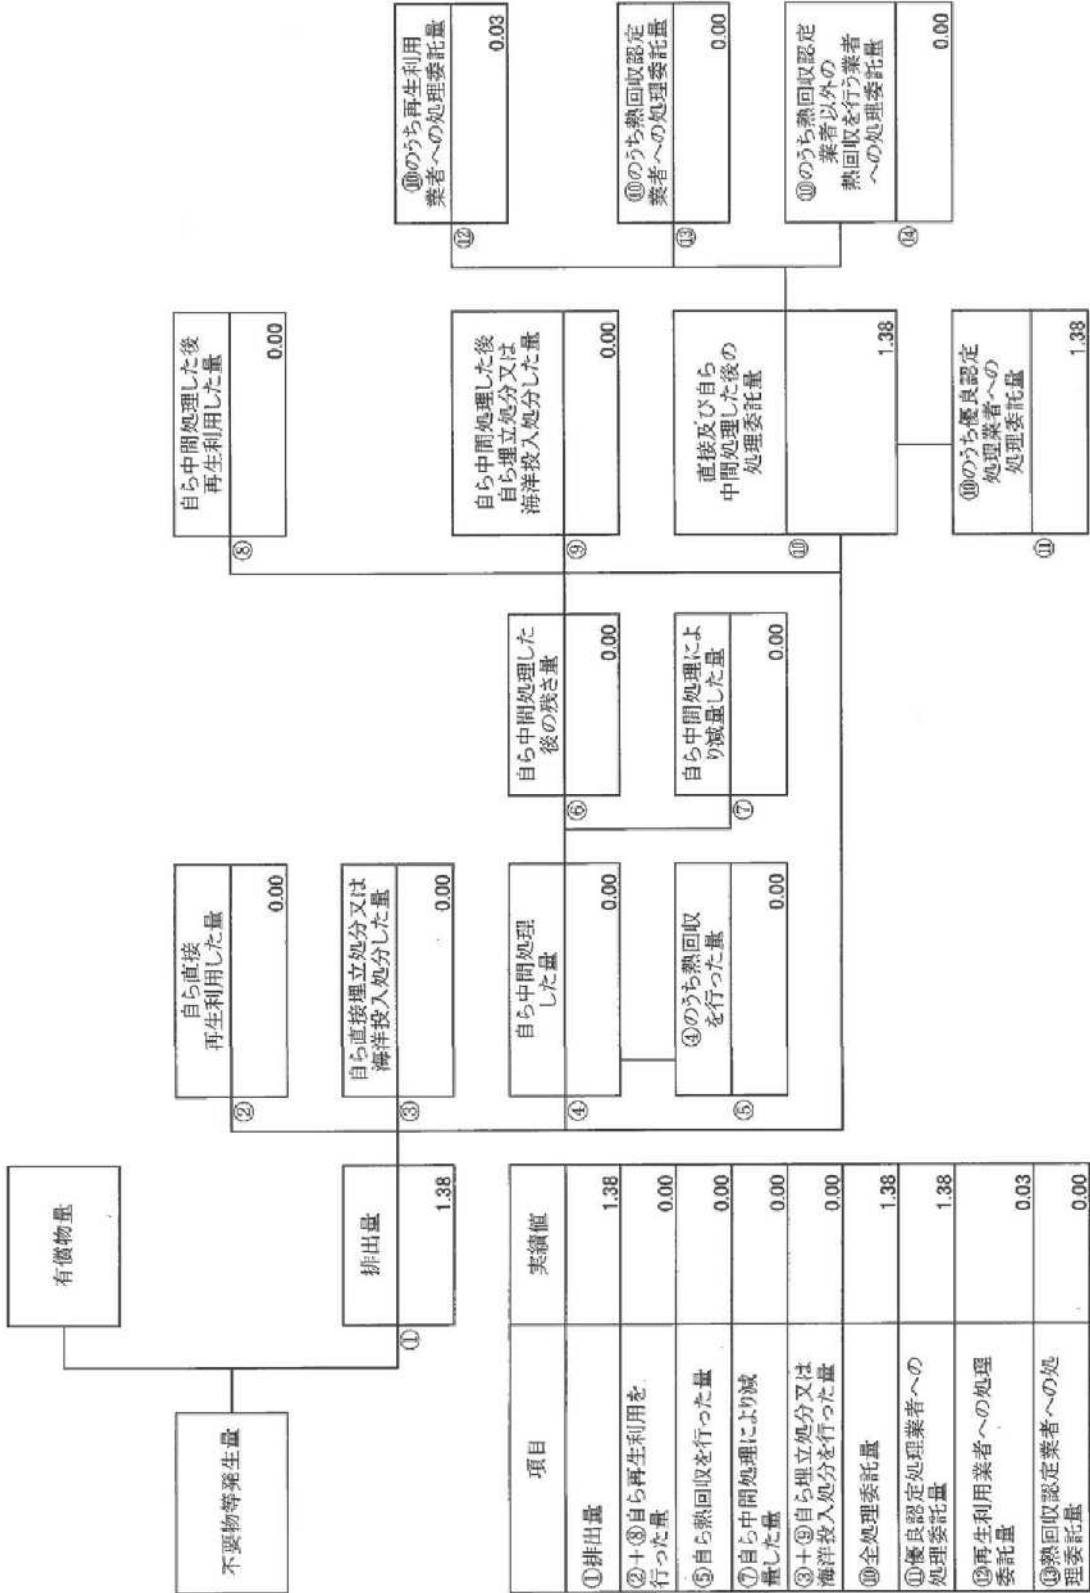 不要物等発生量
有償物量
排出量
①
1.38
自ら直接
再生利用した量
②
0.00
自ら直接埋立処分又は
海洋投入処分した量
③
0.00
自ら中間処理
した量
④
0.00
④のうち熱回収
を行った量
⑤
0.00
自ら中間処理した
後の残さ量
⑥
0.00
自ら中間処理によ
り減量した量
⑦
0.00
自ら中間処理した後
再生利用した量
⑧
0.00
自ら中間処理した後
自ら埋立処分又は
海洋投入処分した量
⑨
0.00
直接及び自ら
中間処理した後の
処理委託量
⑩
1.38
⑩のうち優良認定
処理業者への
処理委託量
⑪
1.38
⑩のうち再生利用
業者への処理委託量
⑫
0.03
⑩のうち熱回収認定
業者への処理委託量
⑬
0.00
⑩のうち熱回収認定
業者以外の
熱回収を行う業者
への処理委託量
⑭
0.00
項目 実績値
①排出量 1.38
②+⑧自ら再生利用を
行った量 0.00
⑤自ら熱回収を行った量 0.00
⑦自ら中間処理により減
量した量 0.00
③+⑨自ら埋立処分又は
海洋投入処分を行った量 0.00
⑩全処理委託量 1.38
⑪優良認定処理業者への
処理委託量 1.38
⑫再生利用業者への処理
委託量 0.03
⑬熱回収認定業者への処
理委託量 0.00